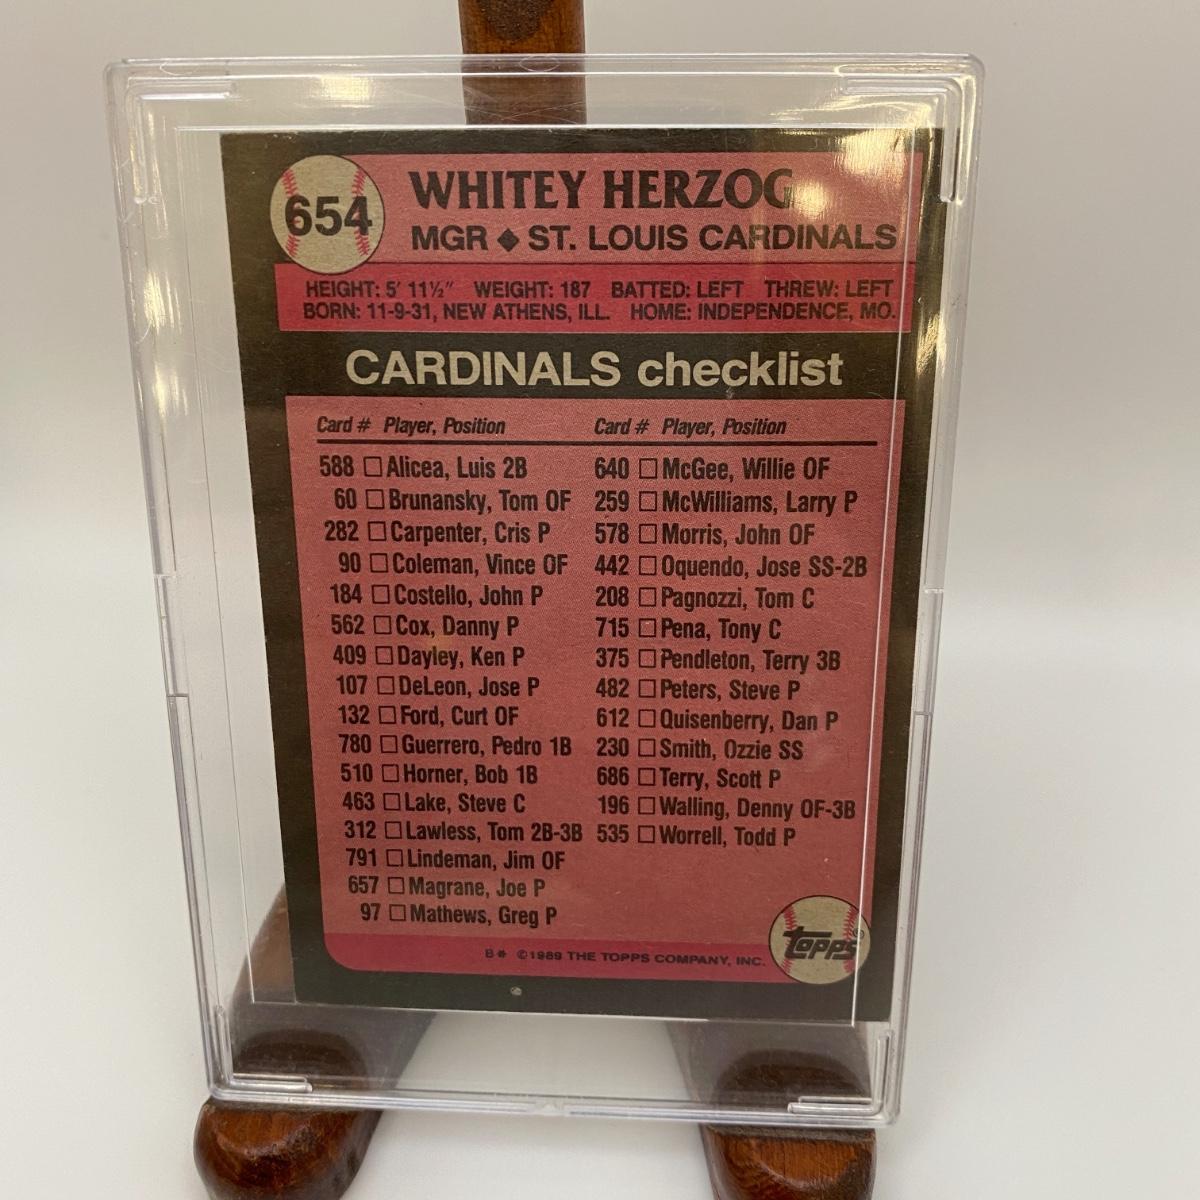 654
WHITEY HERZOG
MGR ◆ ST. LOUIS CARDINALS
HEIGHT: 5' 11½" WEIGHT: 187 BATTED: LEFT THREW: LEFT
BORN: 11-9-31, NEW ATHENS, ILL. HOME: INDEPENDENCE, MO.
CARDINALS checklist
Card # Player, Position
588 □ Alicea, Luis 2B
60 □ Brunansky, Tom OF
282 □ Carpenter, Cris P
90 □ Coleman, Vince OF
184 □ Costello, John P
562 □ Cox, Danny P
409 □ Dayley, Ken P
107 □ DeLeon, Jose P
132 □ Ford, Curt OF
780 □ Guerrero, Pedro 1B
510 □ Horner, Bob 1B
463 □ Lake, Steve C
312 □ Lawless, Tom 2B-3B
791 □ Lindeman, Jim OF
657 □ Magrane, Joe P
97 □ Mathews, Greg P
Card # Player, Position
640 □ McGee, Willie OF
259 □ McWilliams, Larry P
578 □ Morris, John OF
442 □ Oquendo, Jose SS-2B
208 □ Pagnozzi, Tom C
715 □ Pena, Tony C
375 □ Pendleton, Terry 3B
482 □ Peters, Steve P
612 □ Quisenberry, Dan P
230 □ Smith, Ozzie SS
686 □ Terry, Scott P
196 □ Walling, Denny OF-3B
535 □ Worrell, Todd P
B# ©1989 THE TOPPS COMPANY, INC.
topps®